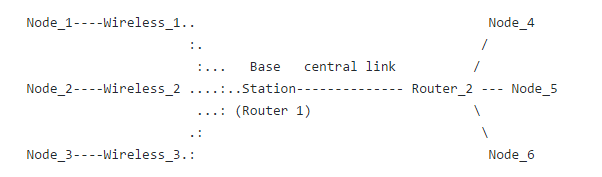 Node_1----Wireless_1..                                     Node_4
                     :.                                   /
                      :...   Base   central link         /
Node_2----Wireless_2 ....:..Station-------------- Router_2 --- Node_5
                      ...: (Router 1)                    \
                     .:                                   \
Node_3----Wireless_3.:                                     Node_6